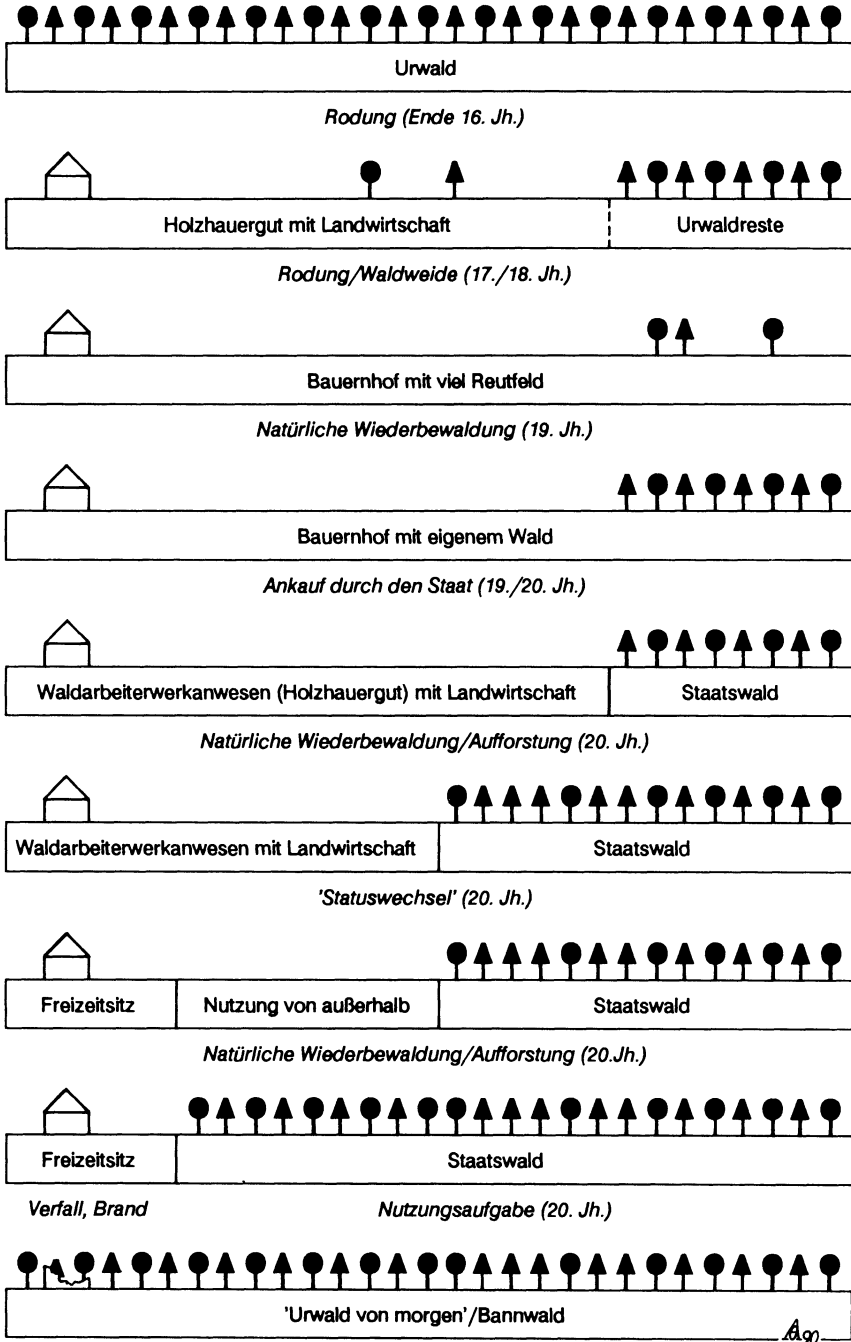 Urwald
Rodung (Ende 16. Jh.)
Holzhauergut mit Landwirtschaft Urwaldreste
Rodung/Waldweide (17./18. Jh.)
Bauernhof mit viel Reutfeld
Natürliche Wiederbewaldung (19. Jh.)
Bauernhof mit eigenem Wald
Ankauf durch den Staat (19./20. Jh.)
Waldarbeiterwerkanwesen (Holzhauergut) mit Landwirtschaft Staatswald
Natürliche Wiederbewaldung/Aufforstung (20. Jh.)
Waldarbeiterwerkanwesen mit Landwirtschaft Staatswald
'Statuswechsel' (20. Jh.)
Freizeitsitz Nutzung von außerhalb Staatswald
Natürliche Wiederbewaldung/Aufforstung (20.Jh.)
Freizeitsitz Staatswald
Verfall, Brand Nutzungsaufgabe (20. Jh.)
'Urwald von morgen'/Bannwald